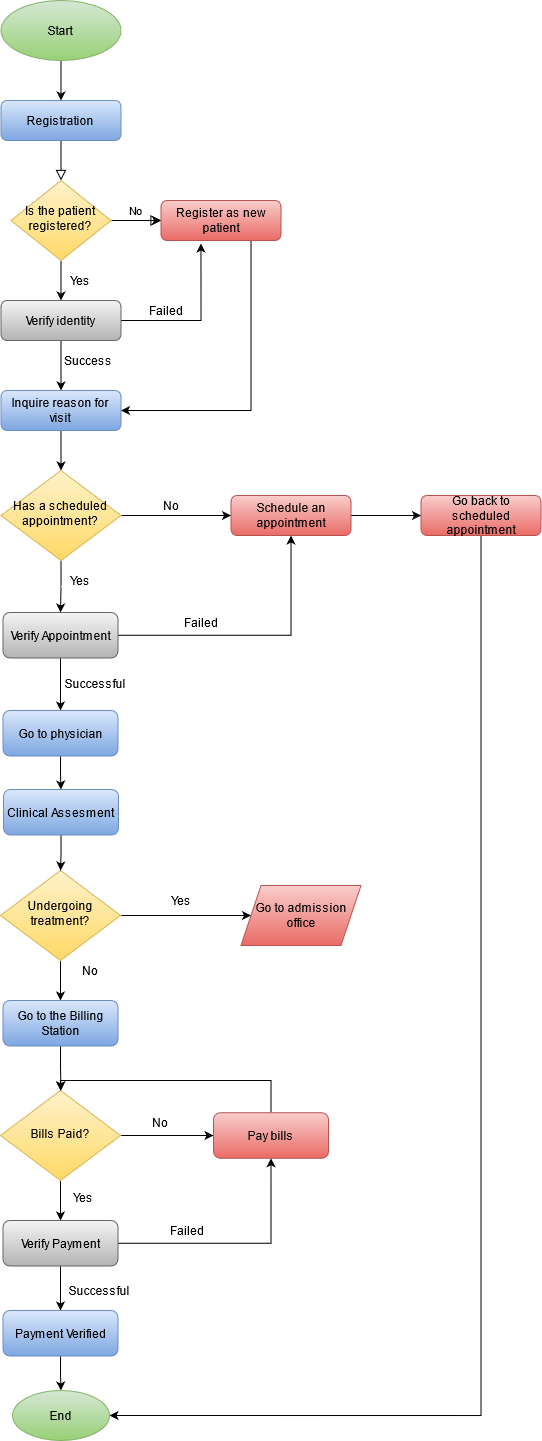 Start
Registration
Is the patient
registered?
No
Register as new
patient
Yes
Verify identity
Failed
Success
Inquire reason for
visit
Has a scheduled
appointment?
No
Schedule an
appointment
Go back to
scheduled
appointment
Yes
Verify Appointment
Failed
Successful
Go to physician
Clinical Assesment
Undergoing
treatment?
Yes
Go to admission
office
No
Go to the Billing
Station
Bills Paid?
No
Pay bills
Yes
Verify Payment
Failed
Successful
Payment Verified
End